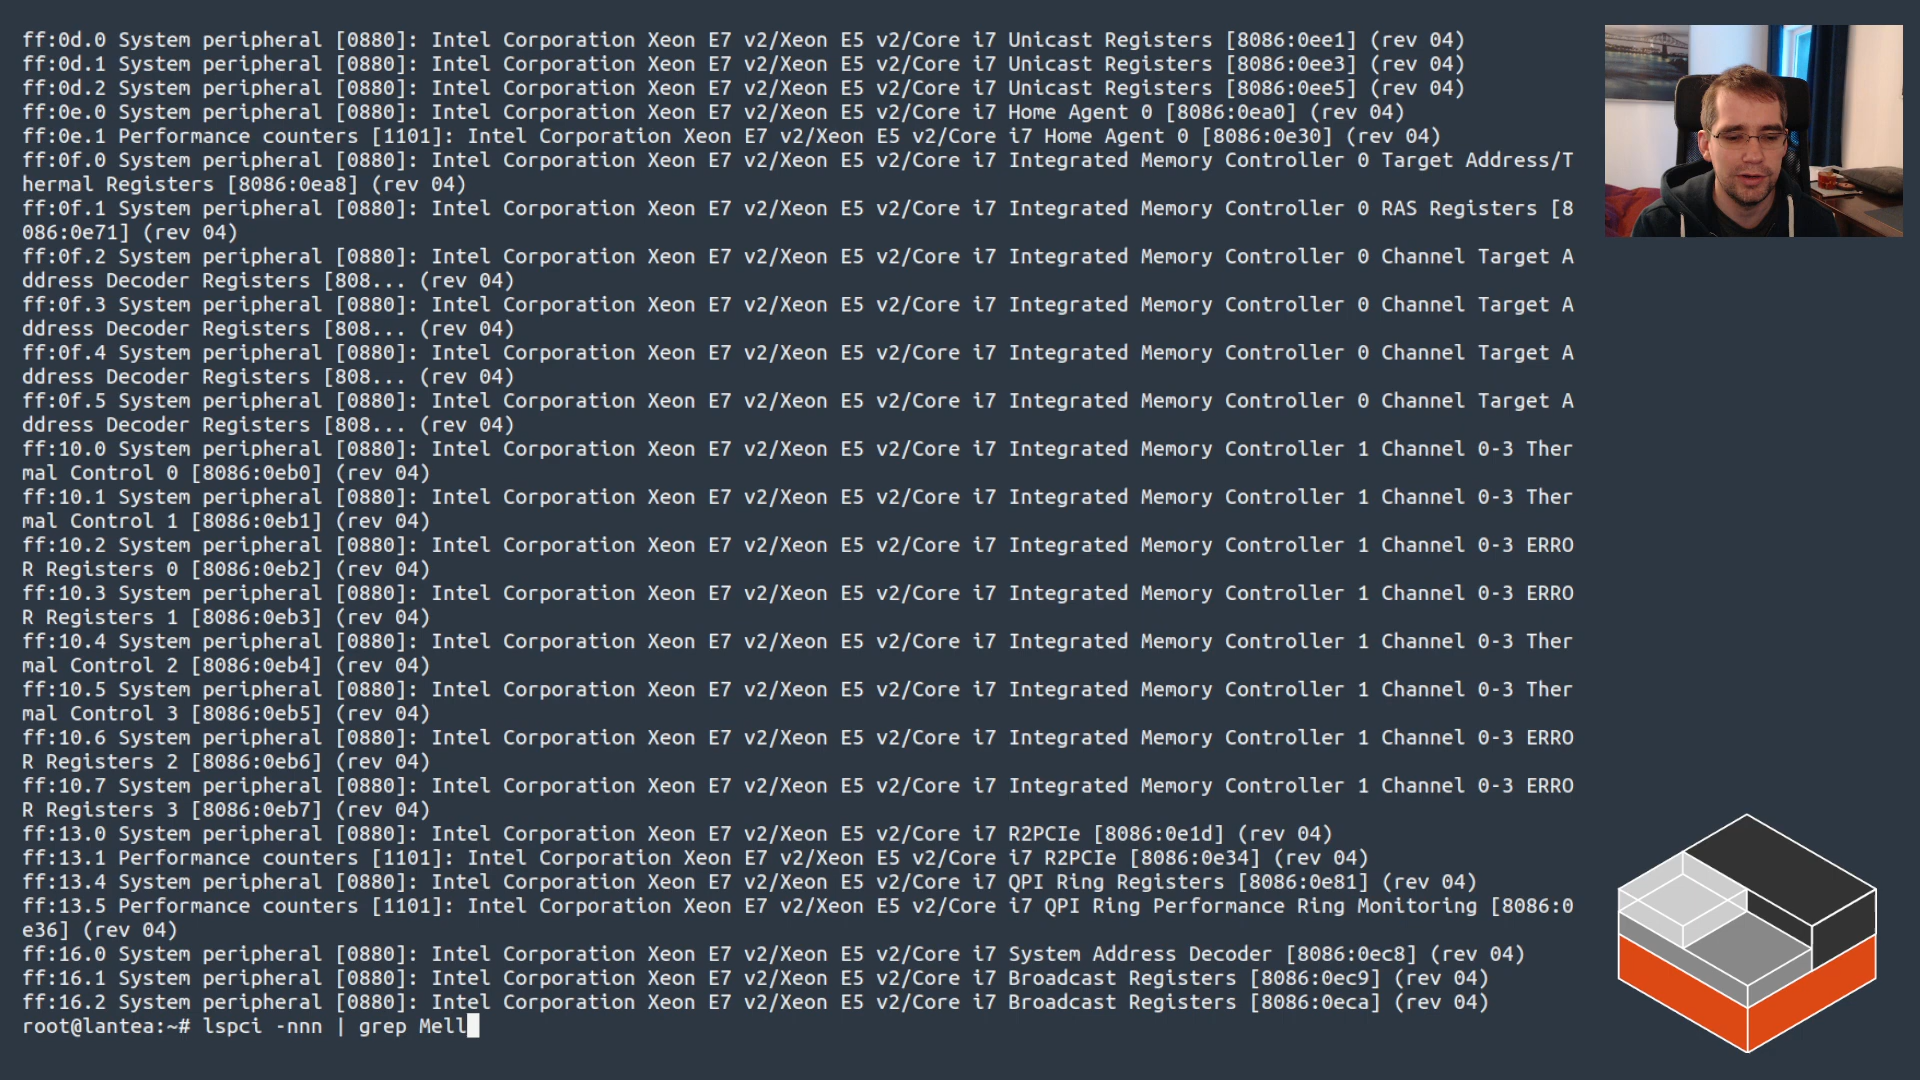 ff:0d.0 System peripheral [0880]: Intel Corporation Xeon E7 v2/Xeon E5 v2/Core i7 Unicast Registers [8086:0ee1] (rev 04)
ff:0d.1 System peripheral [0880]: Intel Corporation Xeon E7 v2/Xeon E5 v2/Core i7 Unicast Registers [8086:0ee3] (rev 04)
ff:0d.2 System peripheral [0880]: Intel Corporation Xeon E7 v2/Xeon E5 v2/Core i7 Unicast Registers [8086:0ee5] (rev 04)
ff:0e.0 System peripheral [0880]: Intel Corporation Xeon E7 v2/Xeon E5 v2/Core i7 Home Agent 0 [8086:0ea0] (rev 04)
ff:0e.1 Performance counters [1101]: Intel Corporation Xeon E7 v2/Xeon E5 v2/Core i7 Home Agent 0 [8086:0e30] (rev 04)
ff:0f.0 System peripheral [0880]: Intel Corporation Xeon E7 v2/Xeon E5 v2/Core i7 Integrated Memory Controller 0 Target Address/T
hermal Registers [8086:0ea8] (rev 04)
ff:0f.1 System peripheral [0880]: Intel Corporation Xeon E7 v2/Xeon E5 v2/Core i7 Integrated Memory Controller 0 RAS Registers [8
086:0e71] (rev 04)
ff:0f.2 System peripheral [0880]: Intel Corporation Xeon E7 v2/Xeon E5 v2/Core i7 Integrated Memory Controller 0 Channel Target A
ddress Decoder Registers [808... (rev 04)
ff:0f.3 System peripheral [0880]: Intel Corporation Xeon E7 v2/Xeon E5 v2/Core i7 Integrated Memory Controller 0 Channel Target A
ddress Decoder Registers [808... (rev 04)
ff:0f.4 System peripheral [0880]: Intel Corporation Xeon E7 v2/Xeon E5 v2/Core i7 Integrated Memory Controller 0 Channel Target A
ddress Decoder Registers [808... (rev 04)
ff:0f.5 System peripheral [0880]: Intel Corporation Xeon E7 v2/Xeon E5 v2/Core i7 Integrated Memory Controller 0 Channel Target A
ddress Decoder Registers [808... (rev 04)
ff:10.0 System peripheral [0880]: Intel Corporation Xeon E7 v2/Xeon E5 v2/Core i7 Integrated Memory Controller 1 Channel 0-3 Ther
mal Control 0 [8086:0eb0] (rev 04)
ff:10.1 System peripheral [0880]: Intel Corporation Xeon E7 v2/Xeon E5 v2/Core i7 Integrated Memory Controller 1 Channel 0-3 Ther
mal Control 1 [8086:0eb1] (rev 04)
ff:10.2 System peripheral [0880]: Intel Corporation Xeon E7 v2/Xeon E5 v2/Core i7 Integrated Memory Controller 1 Channel 0-3 ERRO
R Registers 0 [8086:0eb2] (rev 04)
ff:10.3 System peripheral [0880]: Intel Corporation Xeon E7 v2/Xeon E5 v2/Core i7 Integrated Memory Controller 1 Channel 0-3 ERRO
R Registers 1 [8086:0eb3] (rev 04)
ff:10.4 System peripheral [0880]: Intel Corporation Xeon E7 v2/Xeon E5 v2/Core i7 Integrated Memory Controller 1 Channel 0-3 Ther
mal Control 2 [8086:0eb4] (rev 04)
ff:10.5 System peripheral [0880]: Intel Corporation Xeon E7 v2/Xeon E5 v2/Core i7 Integrated Memory Controller 1 Channel 0-3 Ther
mal Control 3 [8086:0eb5] (rev 04)
ff:10.6 System peripheral [0880]: Intel Corporation Xeon E7 v2/Xeon E5 v2/Core i7 Integrated Memory Controller 1 Channel 0-3 ERRO
R Registers 2 [8086:0eb6] (rev 04)
ff:10.7 System peripheral [0880]: Intel Corporation Xeon E7 v2/Xeon E5 v2/Core i7 Integrated Memory Controller 1 Channel 0-3 ERRO
R Registers 3 [8086:0eb7] (rev 04)
ff:13.0 System peripheral [0880]: Intel Corporation Xeon E7 v2/Xeon E5 v2/Core i7 R2PCIe [8086:0e1d] (rev 04)
ff:13.1 Performance counters [1101]: Intel Corporation Xeon E7 v2/Xeon E5 v2/Core i7 R2PCIe [8086:0e34] (rev 04)
ff:13.4 System peripheral [0880]: Intel Corporation Xeon E7 v2/Xeon E5 v2/Core i7 QPI Ring Registers [8086:0e81] (rev 04)
ff:13.5 Performance counters [1101]: Intel Corporation Xeon E7 v2/Xeon E5 v2/Core i7 QPI Ring Performance Ring Monitoring [8086:0
e36] (rev 04)
ff:16.0 System peripheral [0880]: Intel Corporation Xeon E7 v2/Xeon E5 v2/Core i7 System Address Decoder [8086:0ec8] (rev 04)
ff:16.1 System peripheral [0880]: Intel Corporation Xeon E7 v2/Xeon E5 v2/Core i7 Broadcast Registers [8086:0ec9] (rev 04)
ff:16.2 System peripheral [0880]: Intel Corporation Xeon E7 v2/Xeon E5 v2/Core i7 Broadcast Registers [8086:0eca] (rev 04)
root@lantea:~# lspci -nnn | grep Mell